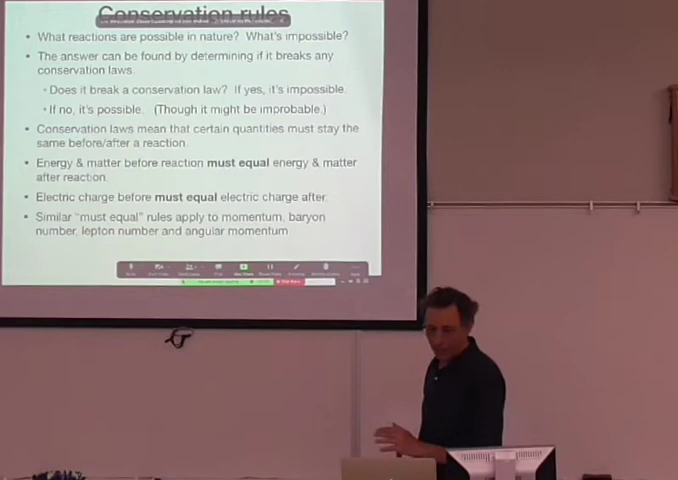 Conservation rules
• What reactions are possible in nature? What's impossible?
• The answer can be found by determining if it breaks any
conservation laws.
• Does it break a conservation law? If yes, it's impossible.
• If no, it's possible. (Though it might be improbable.)
• Conservation laws mean that certain quantities must stay the
same before/after a reaction.
• Energy & matter before reaction must equal energy & matter
after reaction.
• Electric charge before must equal electric charge after.
• Similar "must equal" rules apply to momentum, baryon
number, lepton number and angular momentum